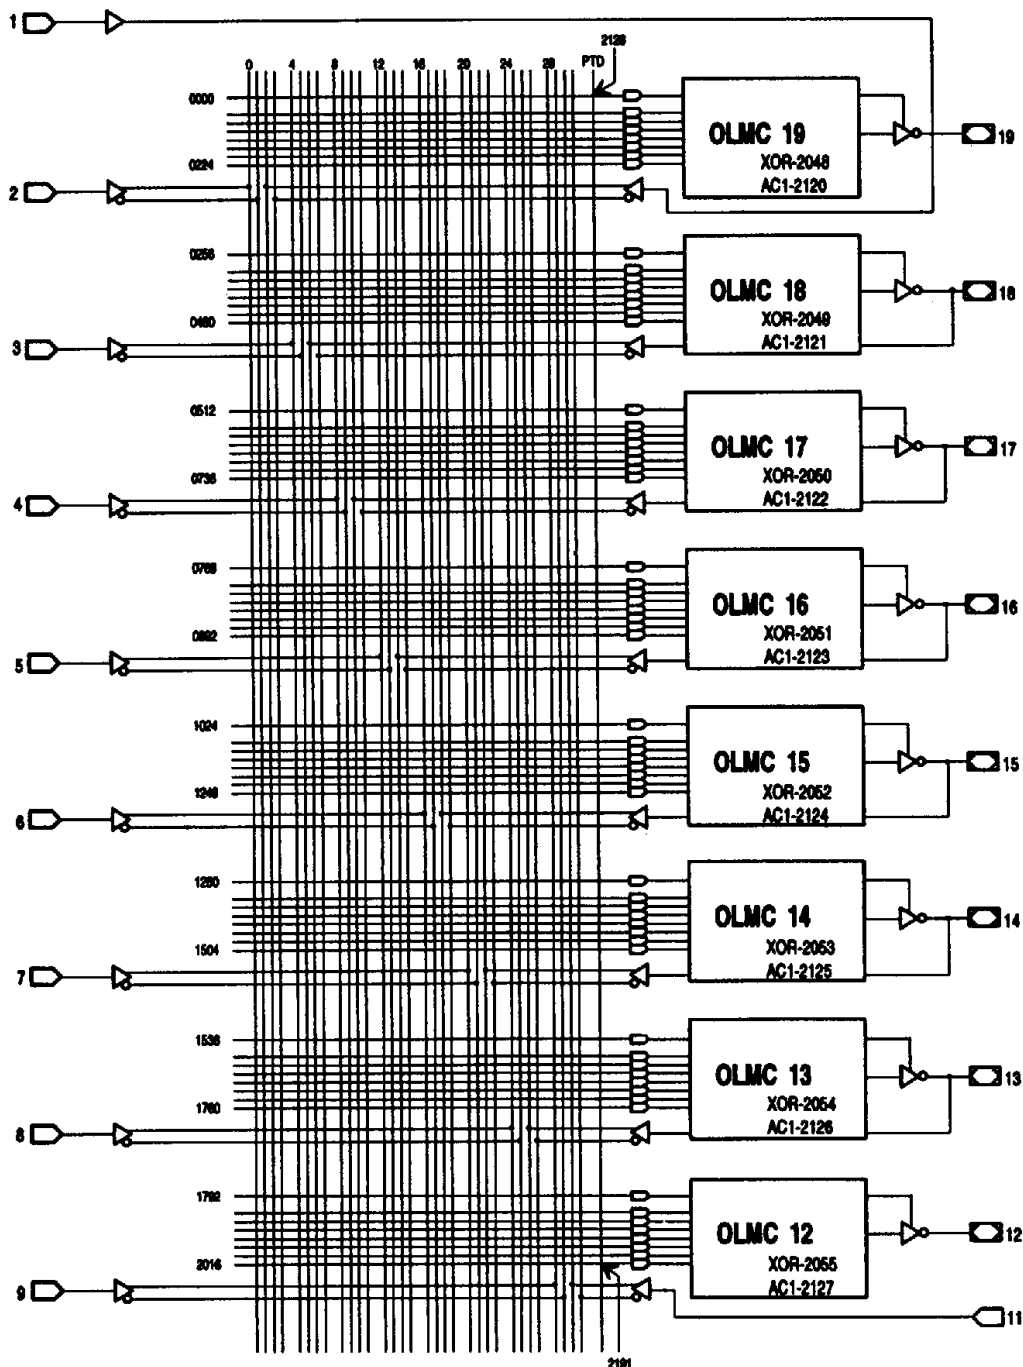 1
2128
0 4 8 12 16 20 24 28 PTD
0000
OLMC 19
19
0224
XOR-2048
2
AC1-2120
0256
OLMC 18
18
0480
XOR-2049
3
AC1-2121
0512
OLMC 17
17
0736
XOR-2050
4
AC1-2122
0768
OLMC 16
16
0992
XOR-2051
5
AC1-2123
1024
OLMC 15
15
1248
XOR-2052
6
AC1-2124
1280
OLMC 14
14
1504
XOR-2053
7
AC1-2125
1536
OLMC 13
13
1760
XOR-2054
8
AC1-2126
1792
OLMC 12
12
2016
XOR-2055
9
AC1-2127
11
2191